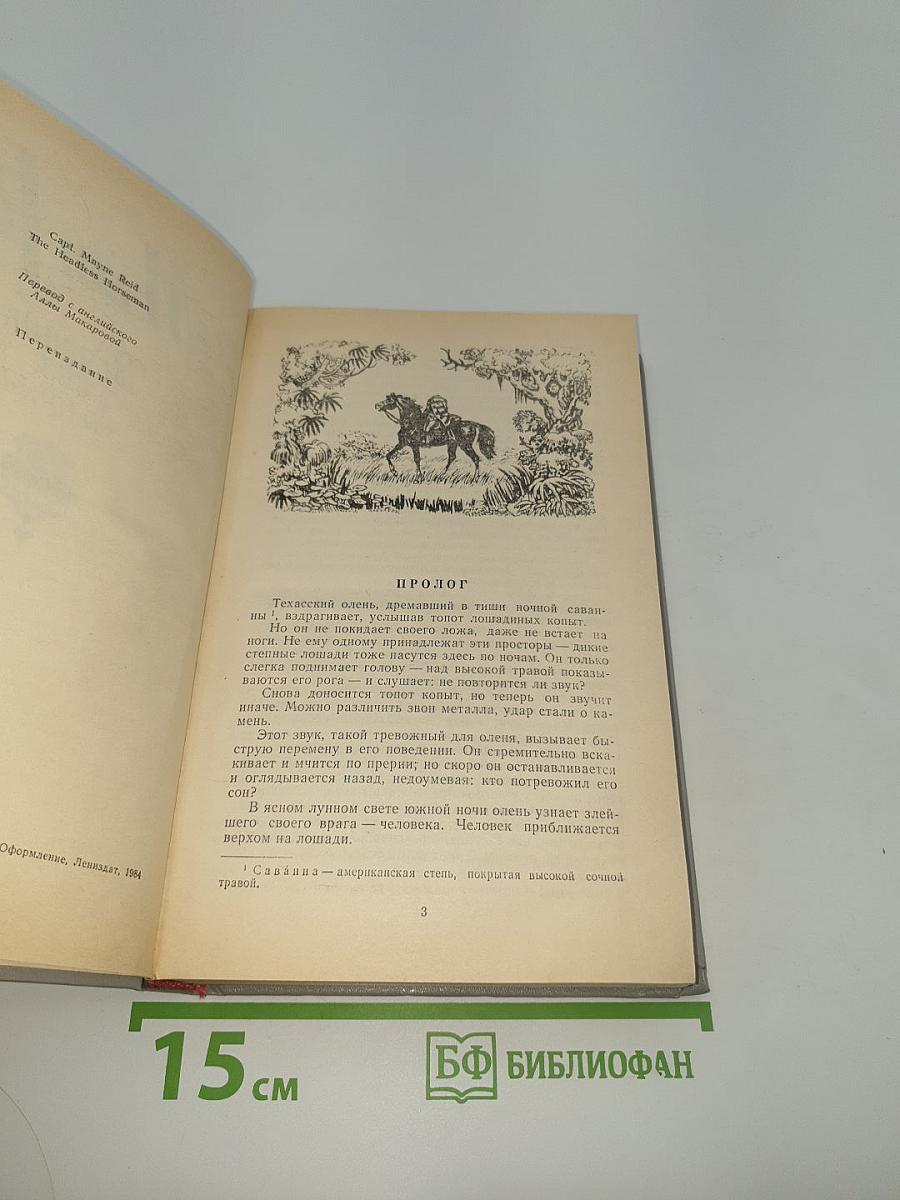 Capt. Mayne Reid
The Headless Horseman
Перевод с английского
Аллы Макаровой
Переиздание
Оформление, Лениздат, 1984
ПРОЛОГ
Техасский олень, дремавший в тиши ночной саван-
ны ¹, вздрагивает, услышав топот лошадиных копыт.
Но он не покидает своего ложа, даже не встает на
ноги. Не ему одному принадлежат эти просторы — дикие
степные лошади тоже пасутся здесь по ночам. Он только
слегка поднимает голову — над высокой травой показы-
ваются его рога — и слушает: не повторится ли звук?
Снова доносится топот копыт, но теперь он звучит
иначе. Можно различить звон металла, удар стали о ка-
мень.
Этот звук, такой тревожный для оленя, вызывает бы-
струю перемену в его поведении. Он стремительно вска-
кивает и мчится по прерии; но скоро он останавливается
и оглядывается назад, недоумевая: кто потревожил его
сон?
В ясном лунном свете южной ночи олень узнает злей-
шего своего врага — человека. Человек приближается
верхом на лошади.
¹ Сава́нна — американская степь, покрытая высокой сочной
травой.
3
15 см
БФ БИБЛИОФАН